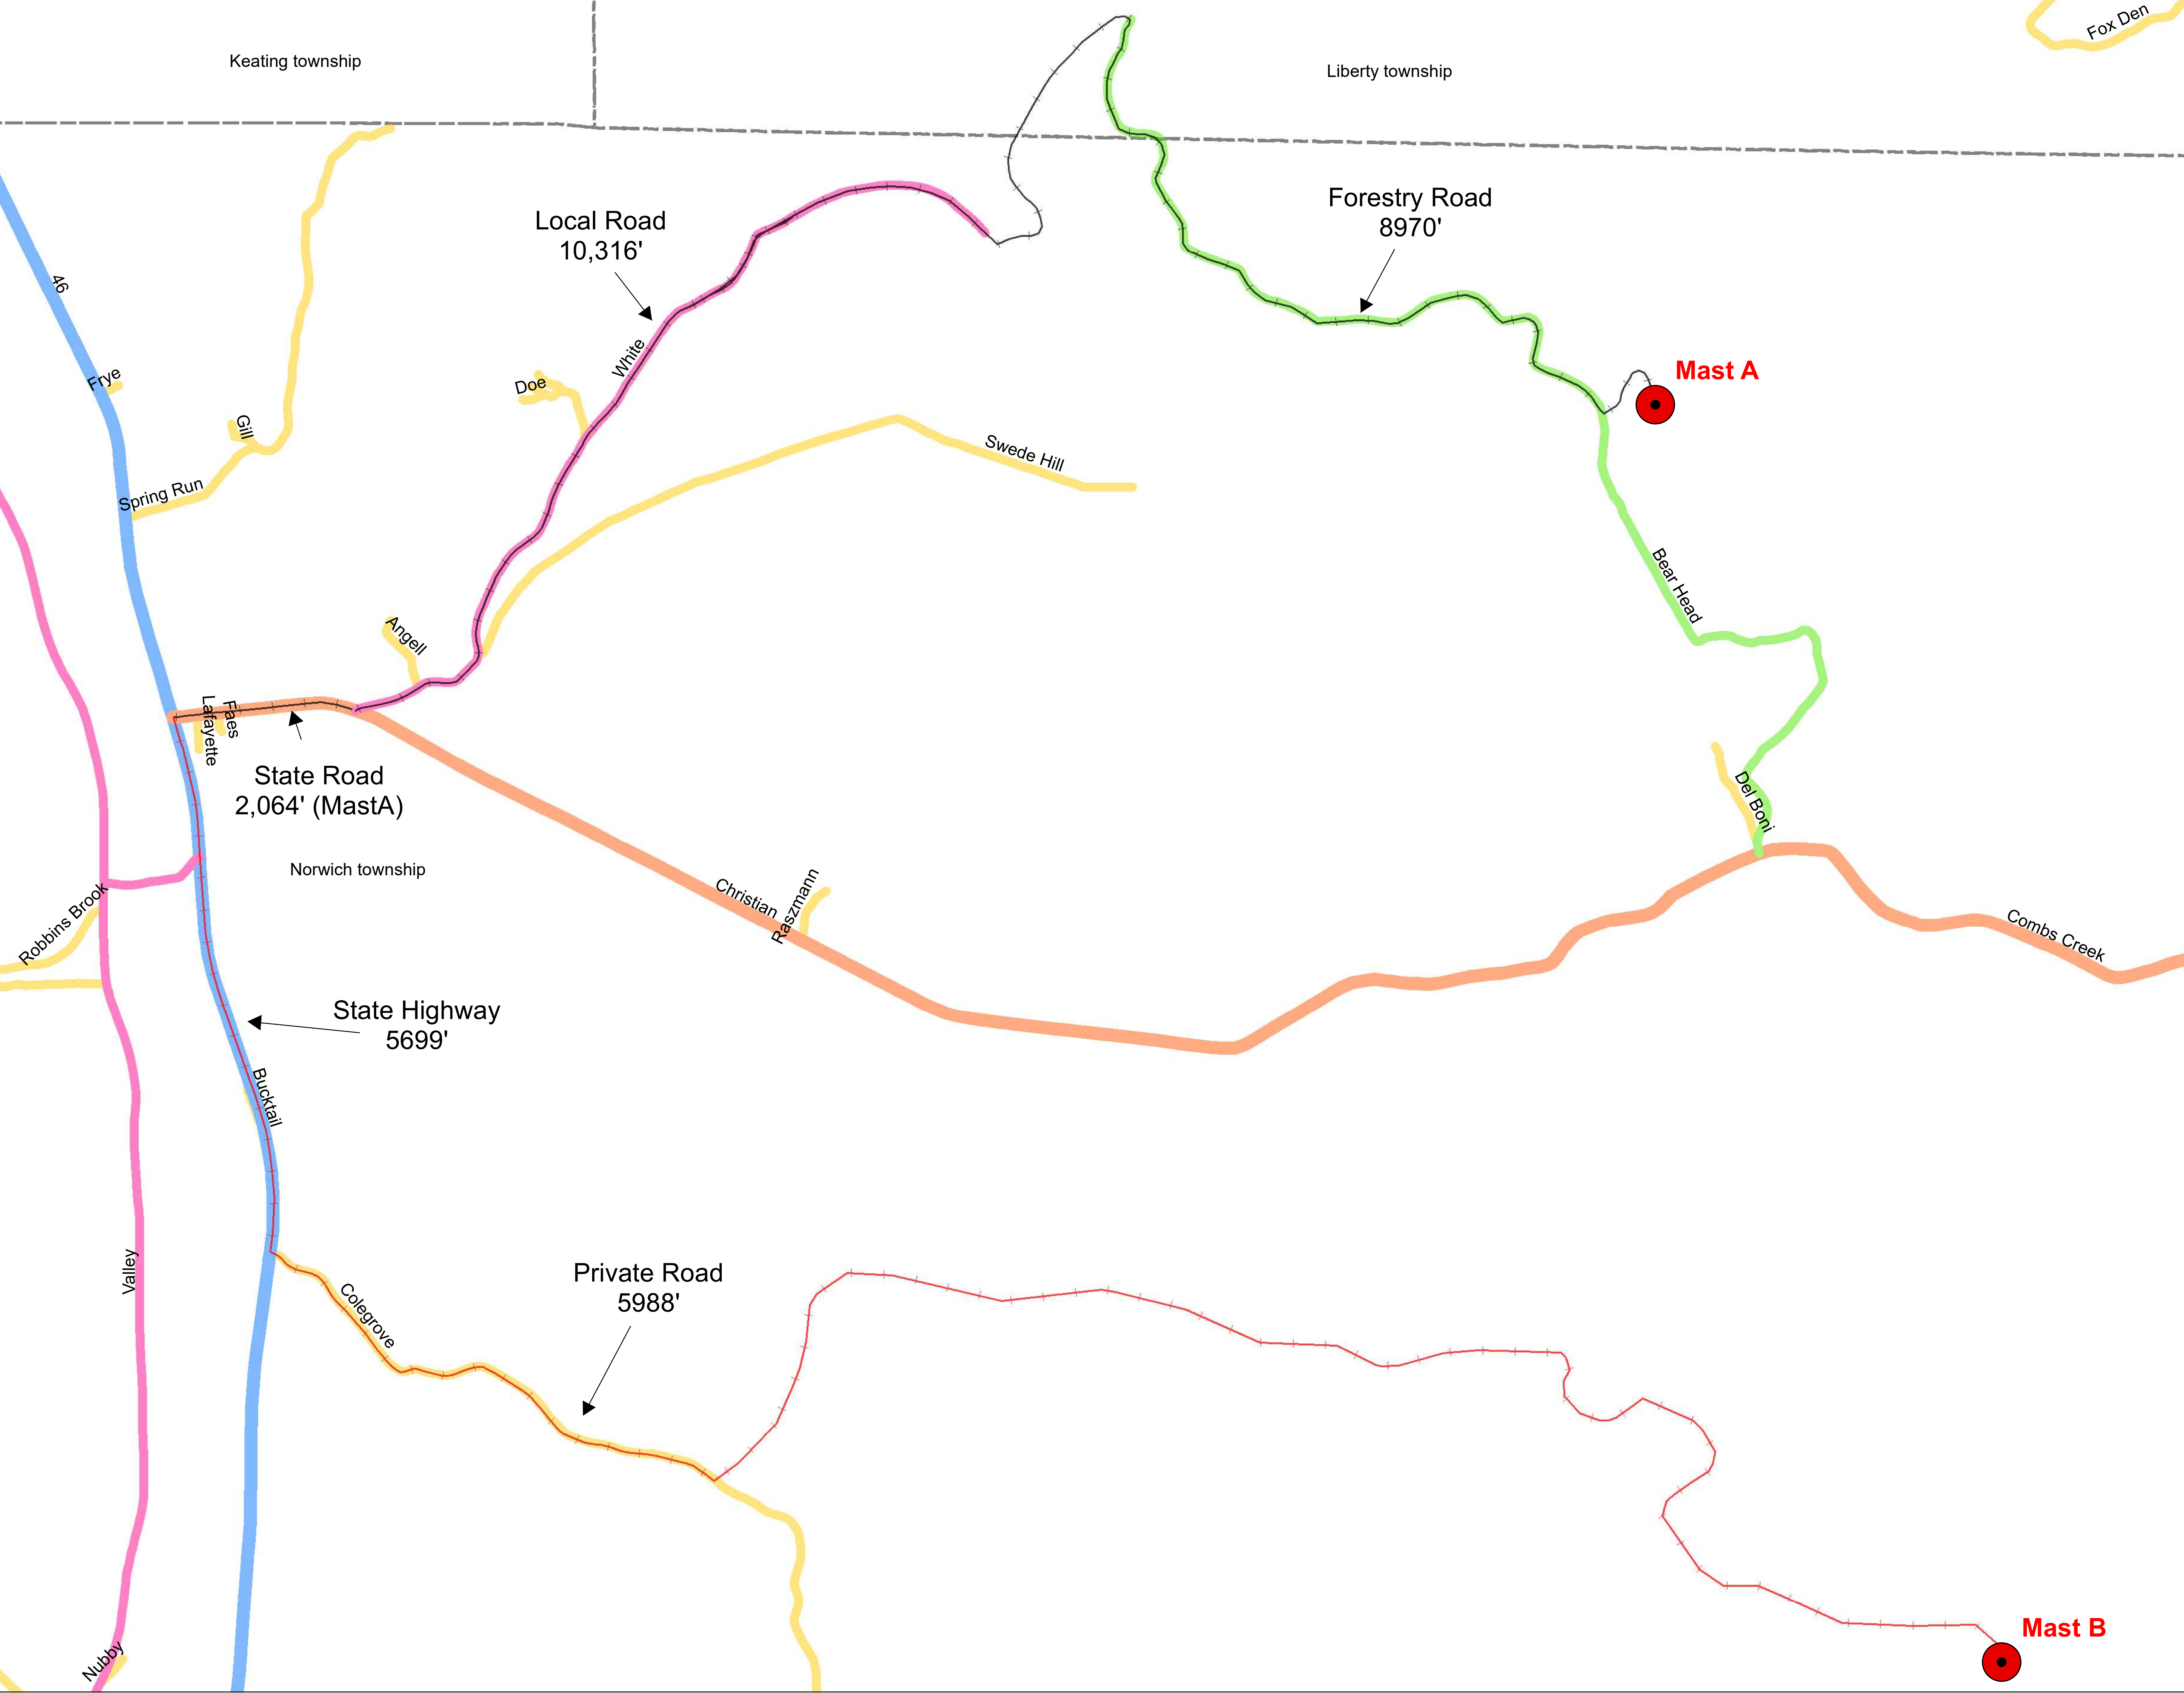 Fox Den
Keating township
Liberty township
Forestry Road
8970'
Local Road
10,316'
46
White
Frye
Mast A
Doe
Gill
Swede Hill
Spring Run
Bear Head
Angell
Lafayette
Faes
State Road
2,064' (MastA)
Del Boni
Norwich township
Christian
Raszmann
Robbins Brook
Combs Creek
State Highway
5699'
Bucktail
Valley
Private Road
5988'
Colegrove
Mast B
Nubby